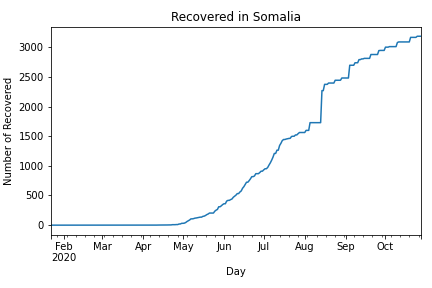 Recovered in Somalia
Number of Recovered
3000
2500
2000
1500
1000
500
0
Feb Mar Apr May Jun Jul Aug Sep Oct
2020
Day